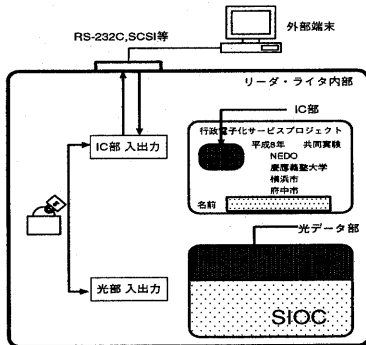 外部端末
RS-232C,SCSI等
リーダ・ライタ内部
IC部
IC部 入出力
行政電子化サービスプロジェクト
平成8年 共同実験
NEDO
慶應義塾大学
横浜市
府中市
名前
光データ部
光部 入出力
SIOC